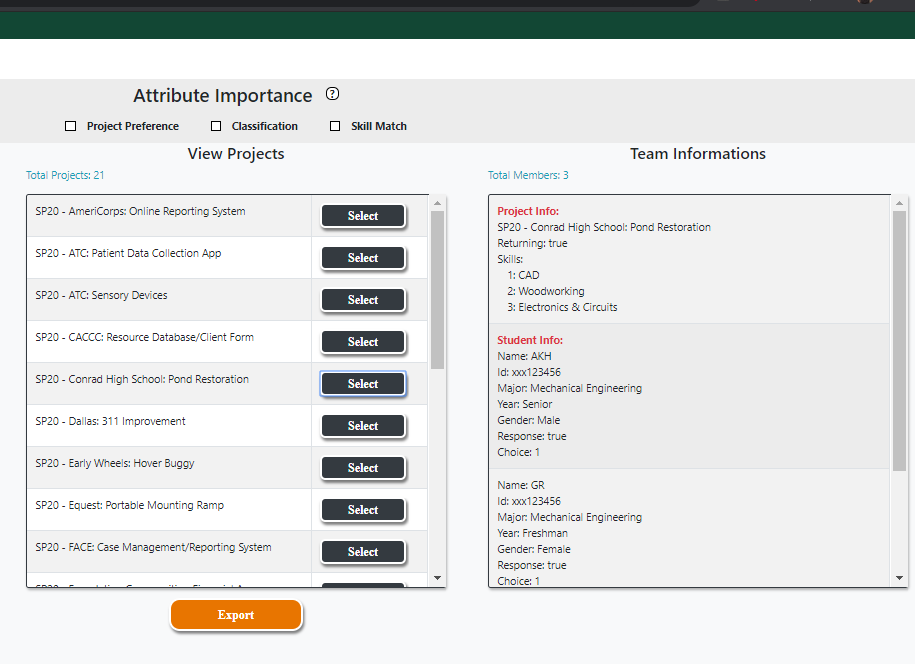 Attribute Importance ?
Project Preference Classification Skill Match
View Projects
Total Projects: 21
SP20 - AmeriCorps: Online Reporting System Select
SP20 - ATC: Patient Data Collection App Select
SP20 - ATC: Sensory Devices Select
SP20 - CACCC: Resource Database/Client Form Select
SP20 - Conrad High School: Pond Restoration Select
SP20 - Dallas: 311 Improvement Select
SP20 - Early Wheels: Hover Buggy Select
SP20 - Equest: Portable Mounting Ramp Select
SP20 - FACE: Case Management/Reporting System Select
Export
Team Informations
Total Members: 3
Project Info:
SP20 - Conrad High School: Pond Restoration
Returning: true
Skills:
1: CAD
2: Woodworking
3: Electronics & Circuits
Student Info:
Name: AKH
Id: xxx123456
Major: Mechanical Engineering
Year: Senior
Gender: Male
Response: true
Choice: 1
Name: GR
Id: xxx123456
Major: Mechanical Engineering
Year: Freshman
Gender: Female
Response: true
Choice: 1